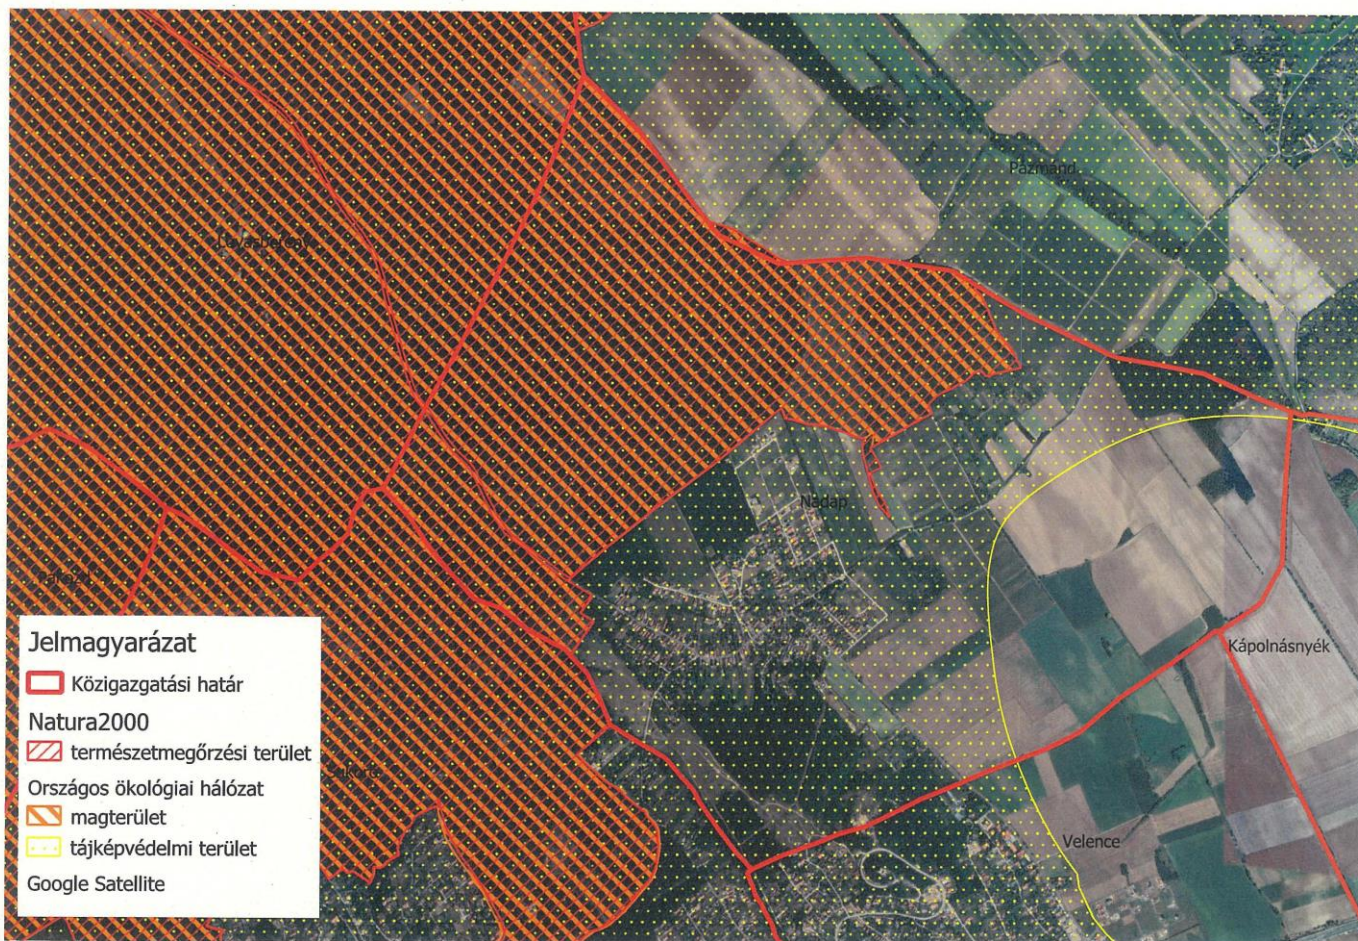 Pázmánd
Lovasberény
Nadap
Kápolnásnyék
Velence
Jelmagyarázat
Közigazgatási határ
Natura2000
természetmegőrzési terület
Országos ökológiai hálózat
magterület
tájképvédelmi terület
Google Satellite